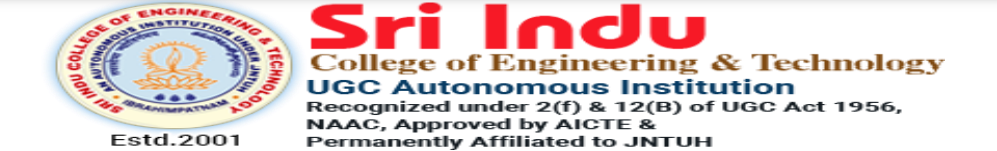 SRI INDU COLLEGE OF ENGINEERING & TECHNOLOGY
AN AUTONOMOUS INSTITUTION UNDER JNTUH
IBRAHIMPATNAM
Estd.2001
Sri Indu
College of Engineering & Technology
UGC Autonomous Institution
Recognized under 2(f) & 12(B) of UGC Act 1956,
NAAC, Approved by AICTE &
Permanently Affiliated to JNTUH